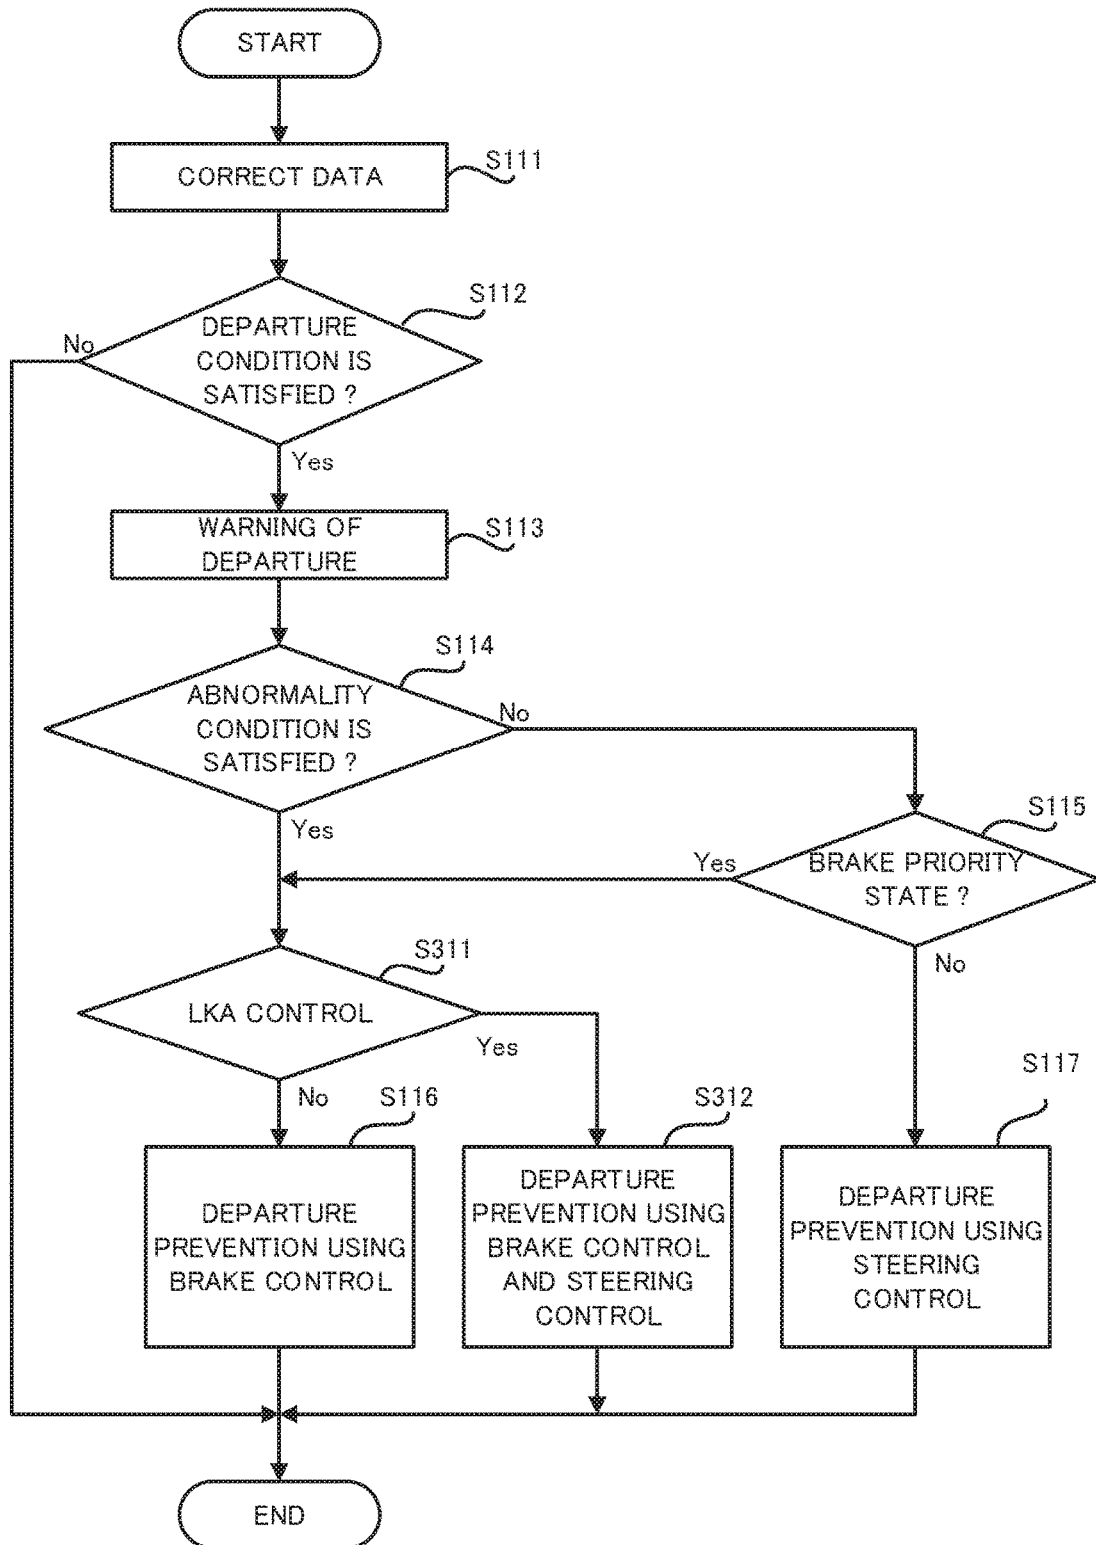 START
CORRECT DATA
S111
S112
DEPARTURE
CONDITION IS
SATISFIED ?
No
Yes
WARNING OF
DEPARTURE
S113
S114
ABNORMALITY
CONDITION IS
SATISFIED ?
No
Yes
S115
BRAKE PRIORITY
STATE ?
Yes
No
S311
LKA CONTROL
Yes
No
S116
DEPARTURE
PREVENTION USING
BRAKE CONTROL
S312
DEPARTURE
PREVENTION USING
BRAKE CONTROL
AND STEERING
CONTROL
S117
DEPARTURE
PREVENTION USING
STEERING
CONTROL
END